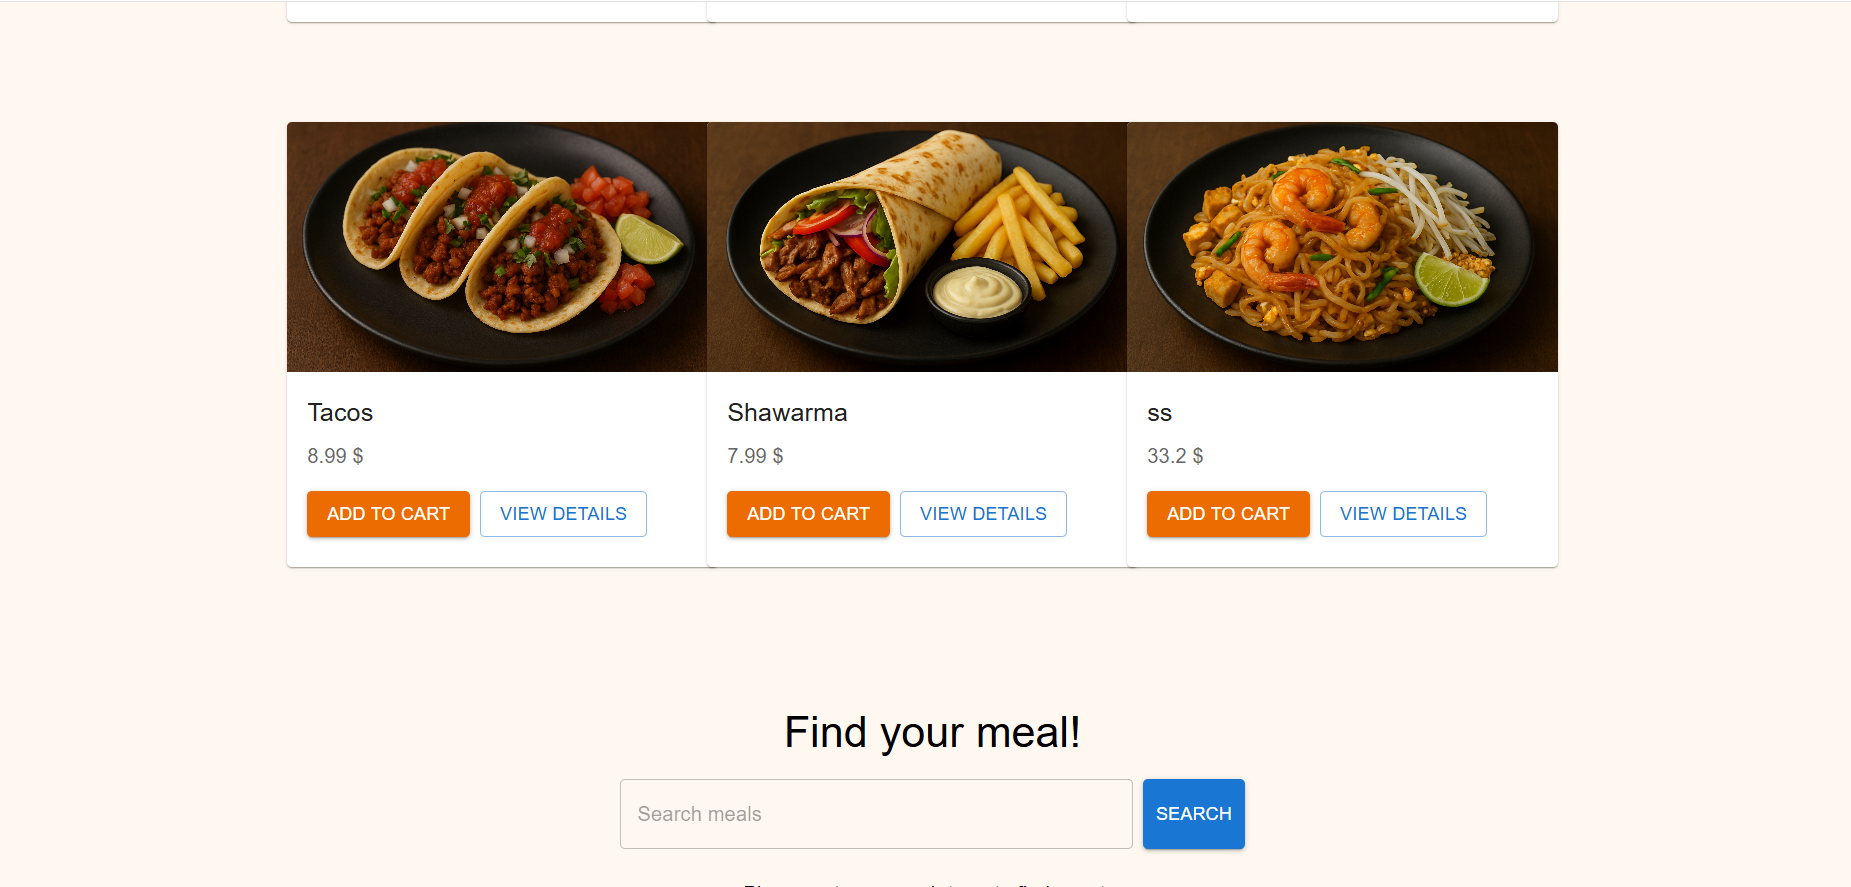 Tacos
8.99 $
ADD TO CART VIEW DETAILS
Shawarma
7.99 $
ADD TO CART VIEW DETAILS
ss
33.2 $
ADD TO CART VIEW DETAILS
Find your meal!
Search meals
SEARCH